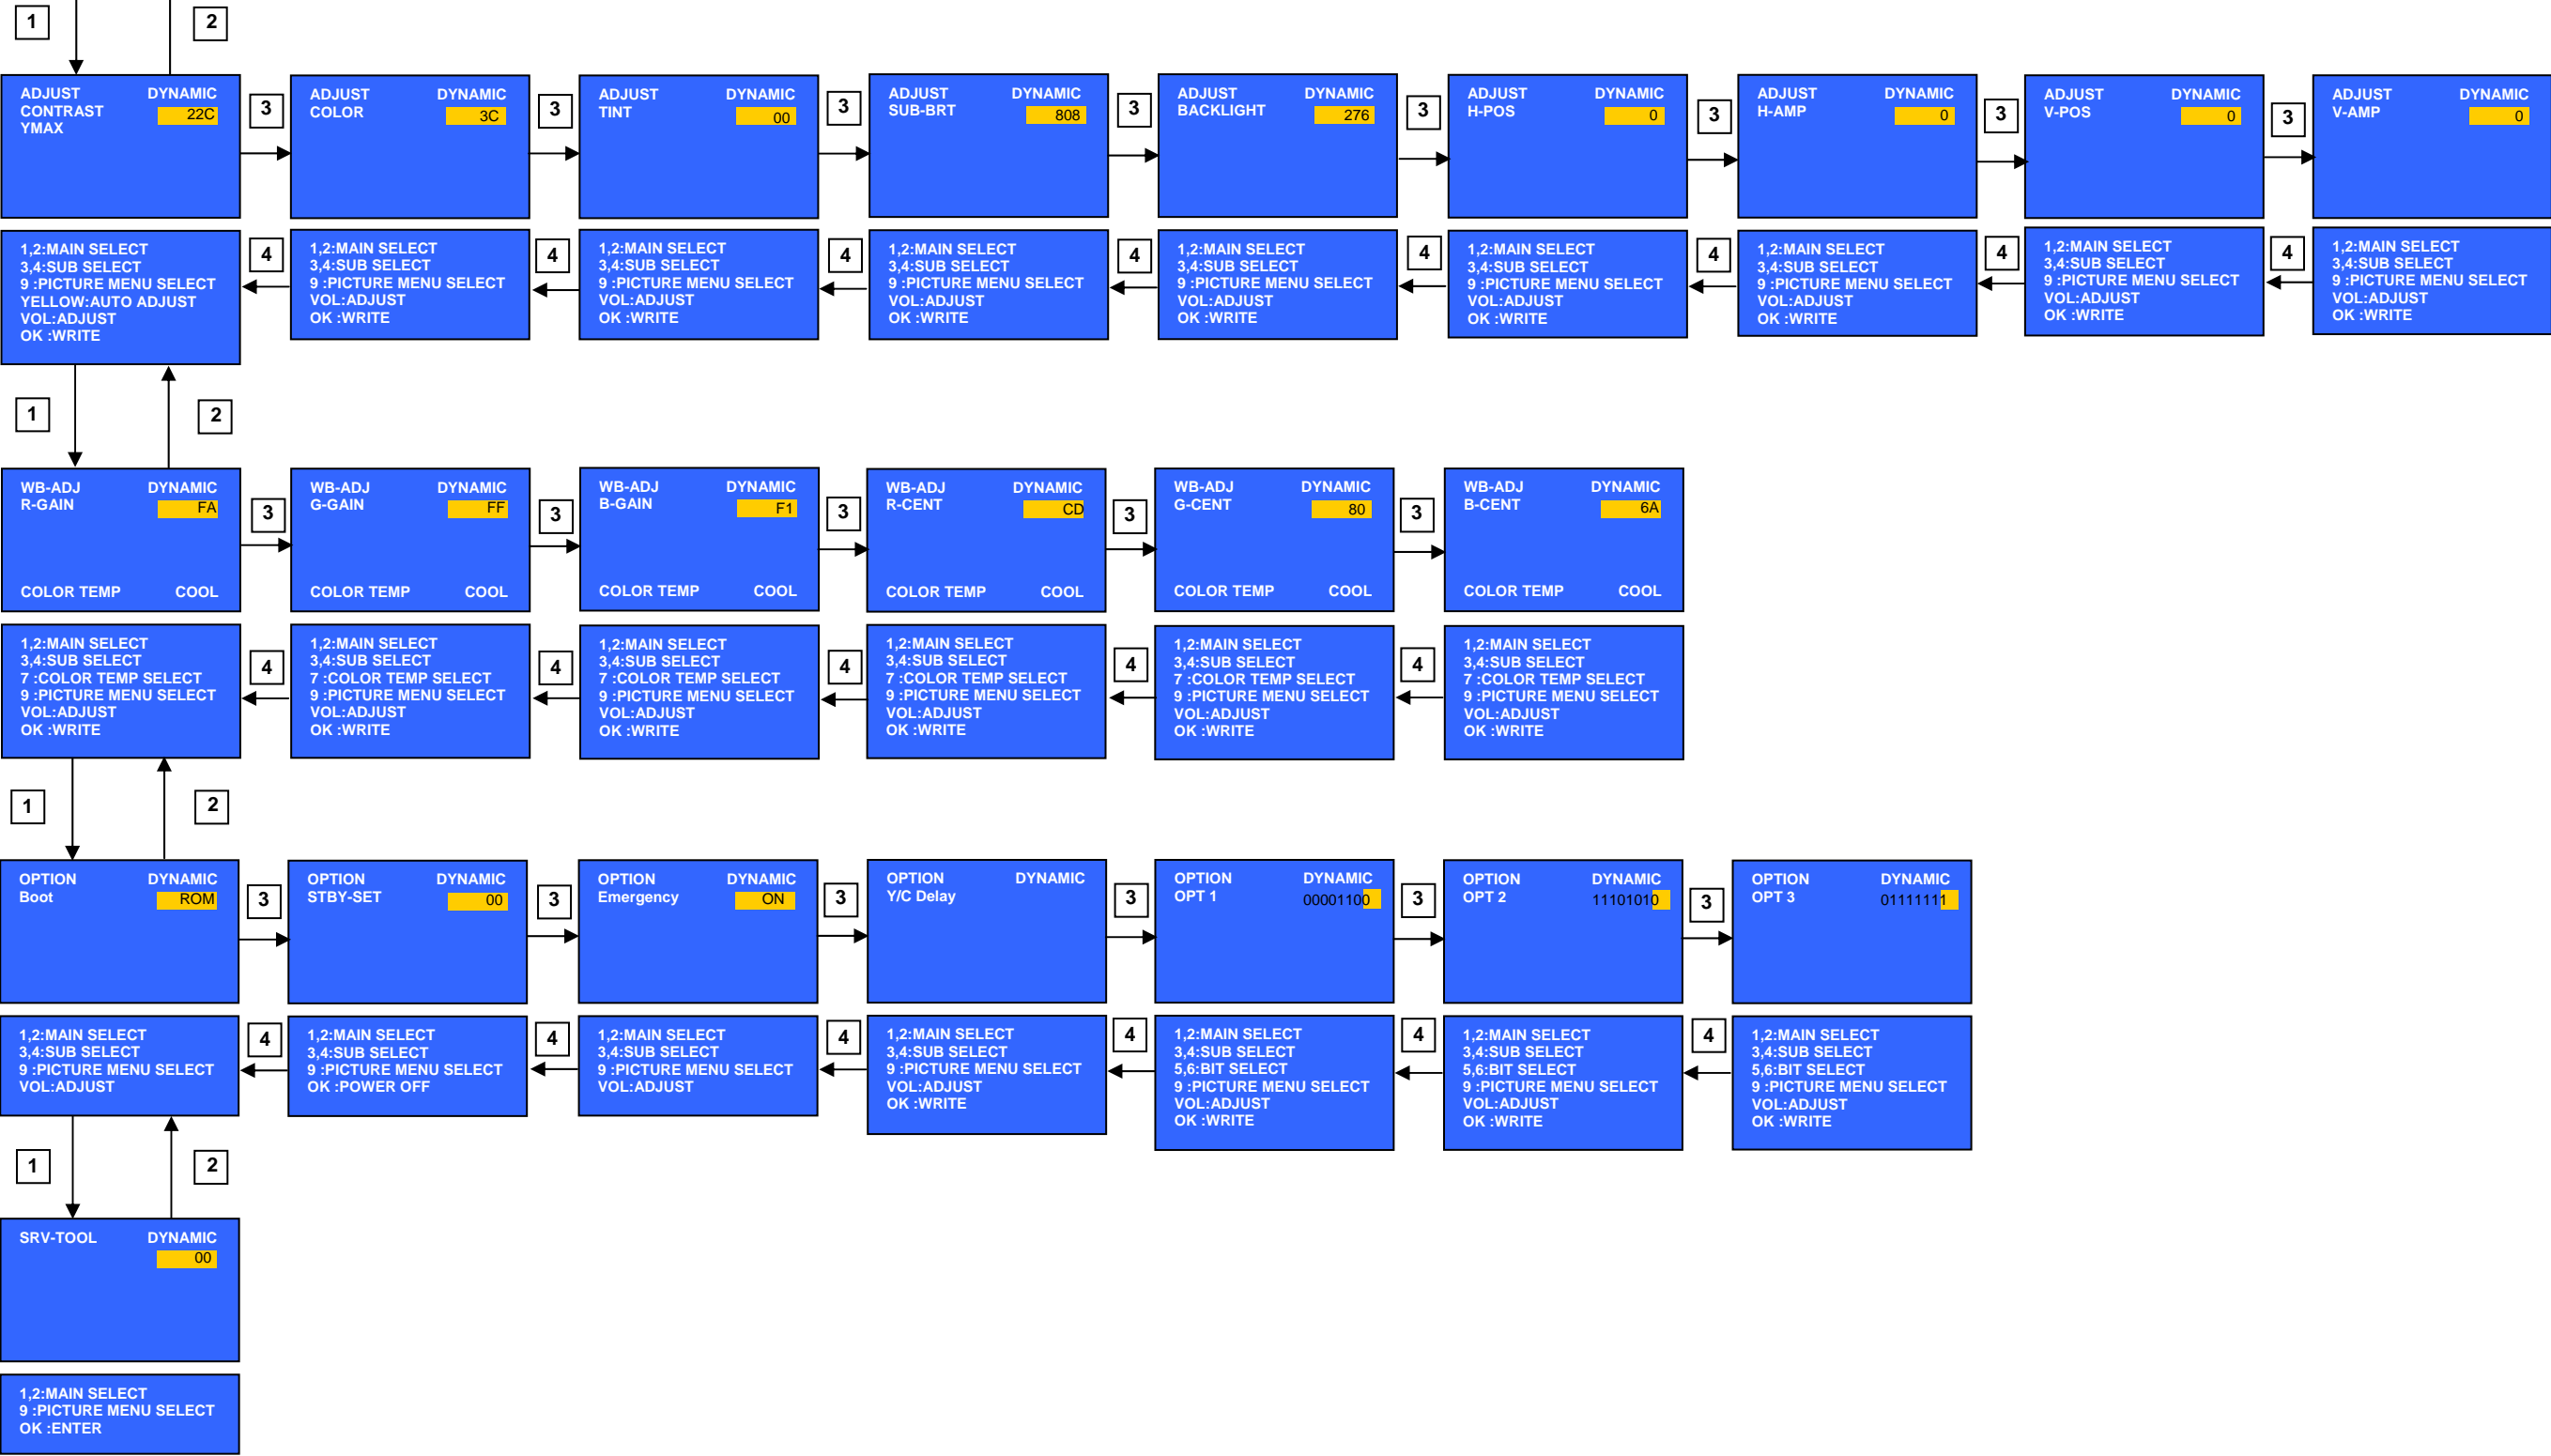 1
2
ADJUST DYNAMIC
CONTRAST 22C
YMAX
3
ADJUST DYNAMIC
COLOR 3C
3
ADJUST DYNAMIC
TINT 00
3
ADJUST DYNAMIC
SUB-BRT 808
3
ADJUST DYNAMIC
BACKLIGHT 276
3
ADJUST DYNAMIC
H-POS 0
3
ADJUST DYNAMIC
H-AMP 0
3
ADJUST DYNAMIC
V-POS 0
3
ADJUST DYNAMIC
V-AMP 0
1,2:MAIN SELECT
3,4:SUB SELECT
9 :PICTURE MENU SELECT
YELLOW:AUTO ADJUST
VOL:ADJUST
OK :WRITE
4
1,2:MAIN SELECT
3,4:SUB SELECT
9 :PICTURE MENU SELECT
VOL:ADJUST
OK :WRITE
4
1,2:MAIN SELECT
3,4:SUB SELECT
9 :PICTURE MENU SELECT
VOL:ADJUST
OK :WRITE
4
1,2:MAIN SELECT
3,4:SUB SELECT
9 :PICTURE MENU SELECT
VOL:ADJUST
OK :WRITE
4
1,2:MAIN SELECT
3,4:SUB SELECT
9 :PICTURE MENU SELECT
VOL:ADJUST
OK :WRITE
4
1,2:MAIN SELECT
3,4:SUB SELECT
9 :PICTURE MENU SELECT
VOL:ADJUST
OK :WRITE
4
1,2:MAIN SELECT
3,4:SUB SELECT
9 :PICTURE MENU SELECT
VOL:ADJUST
OK :WRITE
4
1,2:MAIN SELECT
3,4:SUB SELECT
9 :PICTURE MENU SELECT
VOL:ADJUST
OK :WRITE
4
1,2:MAIN SELECT
3,4:SUB SELECT
9 :PICTURE MENU SELECT
VOL:ADJUST
OK :WRITE
1
2
WB-ADJ DYNAMIC
R-GAIN FA
COLOR TEMP COOL
3
WB-ADJ DYNAMIC
G-GAIN FF
COLOR TEMP COOL
3
WB-ADJ DYNAMIC
B-GAIN F1
COLOR TEMP COOL
3
WB-ADJ DYNAMIC
R-CENT CD
COLOR TEMP COOL
3
WB-ADJ DYNAMIC
G-CENT 80
COLOR TEMP COOL
3
WB-ADJ DYNAMIC
B-CENT 6A
COLOR TEMP COOL
1,2:MAIN SELECT
3,4:SUB SELECT
7 :COLOR TEMP SELECT
9 :PICTURE MENU SELECT
VOL:ADJUST
OK :WRITE
4
1,2:MAIN SELECT
3,4:SUB SELECT
7 :COLOR TEMP SELECT
9 :PICTURE MENU SELECT
VOL:ADJUST
OK :WRITE
4
1,2:MAIN SELECT
3,4:SUB SELECT
7 :COLOR TEMP SELECT
9 :PICTURE MENU SELECT
VOL:ADJUST
OK :WRITE
4
1,2:MAIN SELECT
3,4:SUB SELECT
7 :COLOR TEMP SELECT
9 :PICTURE MENU SELECT
VOL:ADJUST
OK :WRITE
4
1,2:MAIN SELECT
3,4:SUB SELECT
7 :COLOR TEMP SELECT
9 :PICTURE MENU SELECT
VOL:ADJUST
OK :WRITE
4
1,2:MAIN SELECT
3,4:SUB SELECT
7 :COLOR TEMP SELECT
9 :PICTURE MENU SELECT
VOL:ADJUST
OK :WRITE
1
2
OPTION DYNAMIC
Boot ROM
3
OPTION DYNAMIC
STBY-SET 00
3
OPTION DYNAMIC
Emergency ON
3
OPTION DYNAMIC
Y/C Delay
3
OPTION DYNAMIC
OPT 1 00001100
3
OPTION DYNAMIC
OPT 2 11101010
3
OPTION DYNAMIC
OPT 3 01111111
1,2:MAIN SELECT
3,4:SUB SELECT
9 :PICTURE MENU SELECT
VOL:ADJUST
4
1,2:MAIN SELECT
3,4:SUB SELECT
9 :PICTURE MENU SELECT
OK :POWER OFF
4
1,2:MAIN SELECT
3,4:SUB SELECT
9 :PICTURE MENU SELECT
VOL:ADJUST
4
1,2:MAIN SELECT
3,4:SUB SELECT
9 :PICTURE MENU SELECT
VOL:ADJUST
OK :WRITE
4
1,2:MAIN SELECT
3,4:SUB SELECT
5,6:BIT SELECT
9 :PICTURE MENU SELECT
VOL:ADJUST
OK :WRITE
4
1,2:MAIN SELECT
3,4:SUB SELECT
5,6:BIT SELECT
9 :PICTURE MENU SELECT
VOL:ADJUST
OK :WRITE
4
1,2:MAIN SELECT
3,4:SUB SELECT
5,6:BIT SELECT
9 :PICTURE MENU SELECT
VOL:ADJUST
OK :WRITE
1
2
SRV-TOOL DYNAMIC
00
1,2:MAIN SELECT
9 :PICTURE MENU SELECT
OK :ENTER